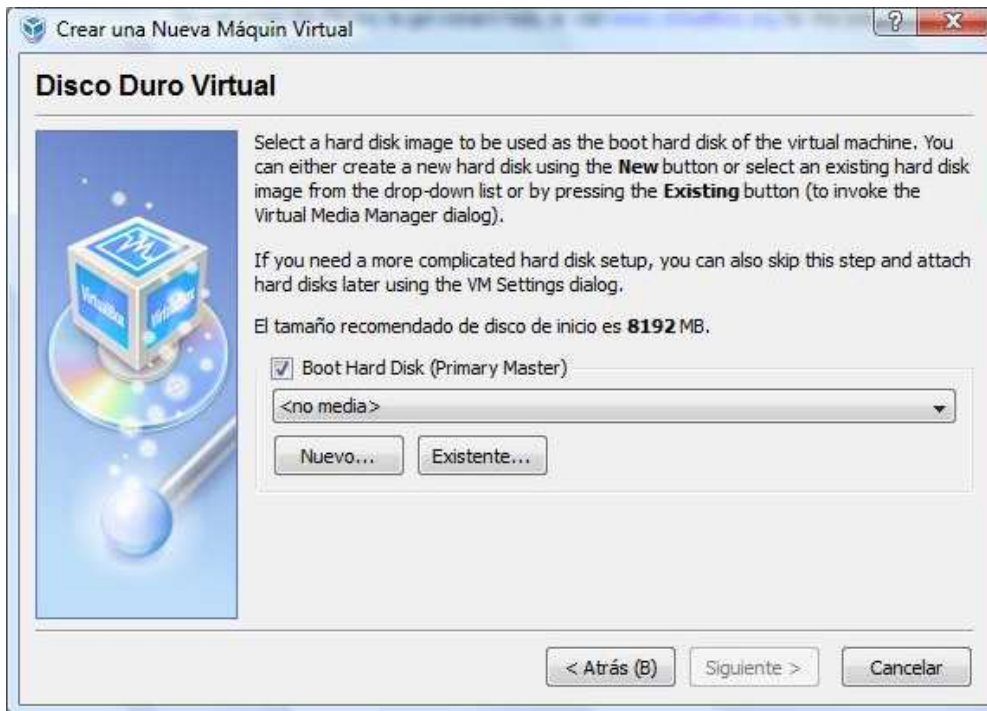 Crear una Nueva Máquin Virtual
Disco Duro Virtual
Select a hard disk image to be used as the boot hard disk of the virtual machine. You
can either create a new hard disk using the New button or select an existing hard disk
image from the drop-down list or by pressing the Existing button (to invoke the
Virtual Media Manager dialog).
If you need a more complicated hard disk setup, you can also skip this step and attach
hard disks later using the VM Settings dialog.
El tamaño recomendado de disco de inicio es 8192 MB.
Boot Hard Disk (Primary Master)
<no media>
Nuevo... Existente...
VirtualBox VirtualBox
< Atrás (B) Siguiente > Cancelar